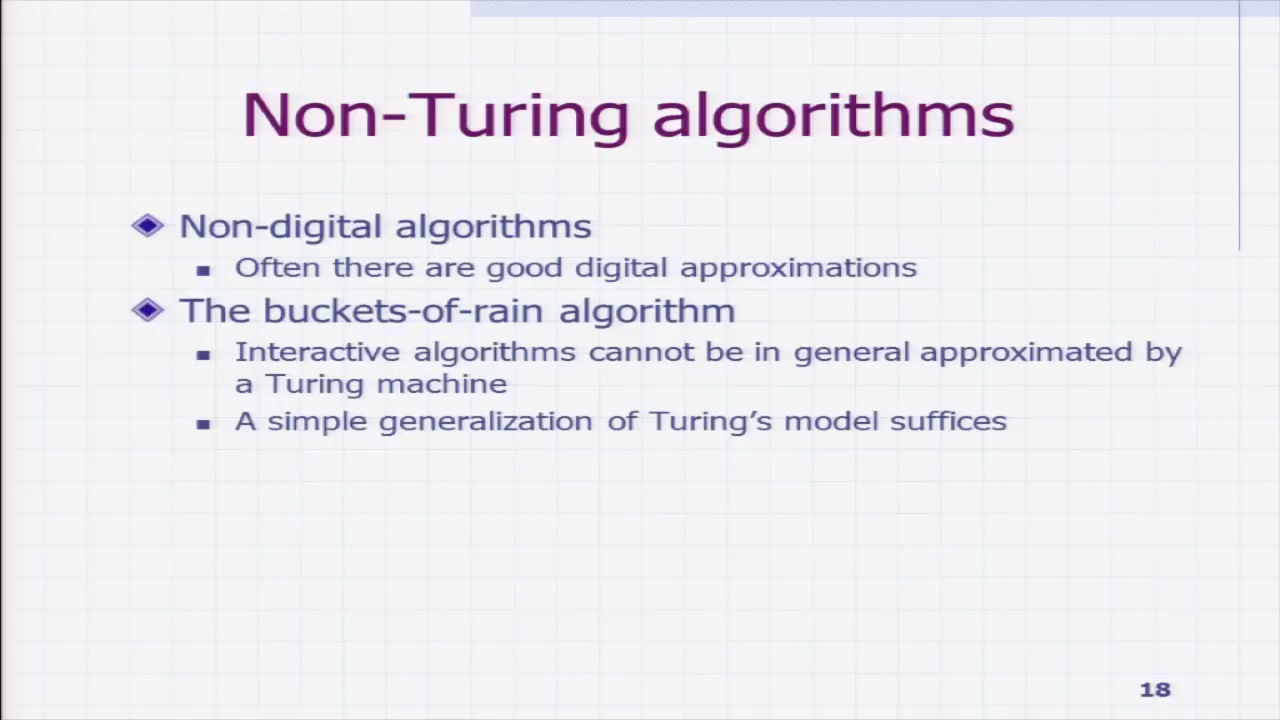 Non-Turing algorithms
Non-digital algorithms
Often there are good digital approximations
The buckets-of-rain algorithm
Interactive algorithms cannot be in general approximated by
a Turing machine
A simple generalization of Turing's model suffices
18